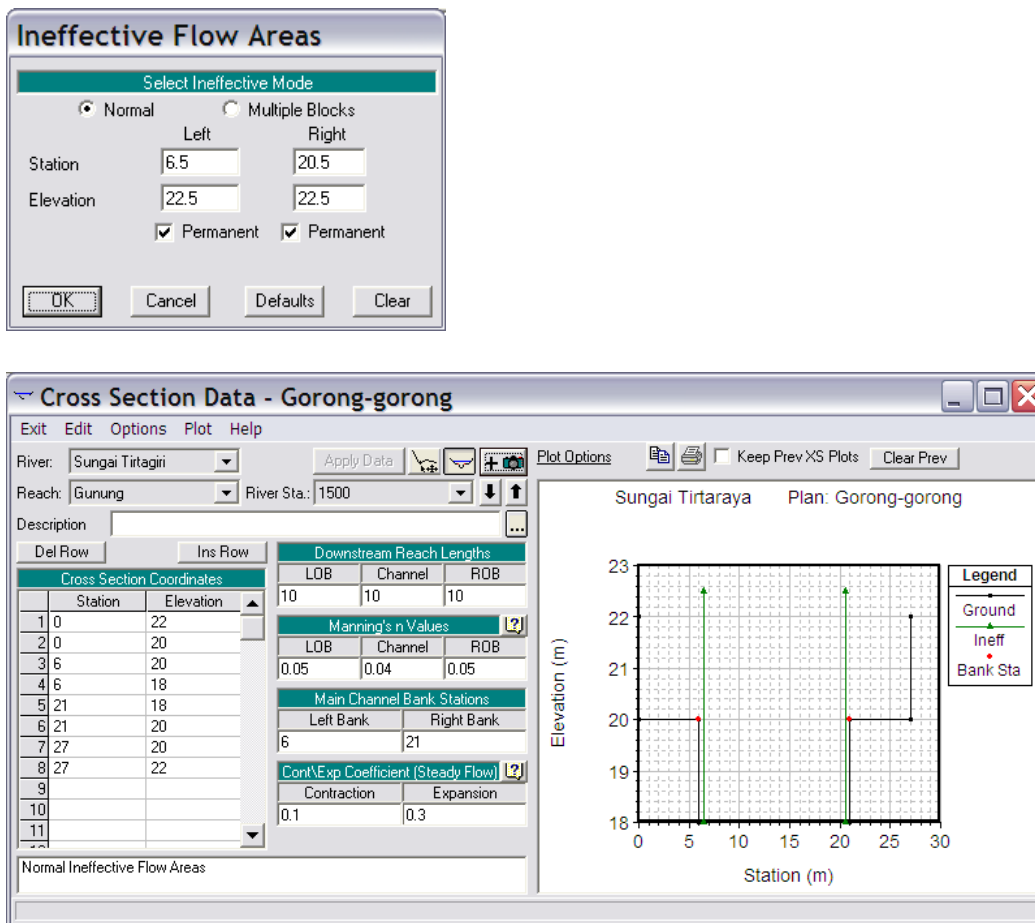 Ineffective Flow Areas
Select Ineffective Mode
Normal Multiple Blocks
Left Right
Station 6.5 20.5
Elevation 22.5 22.5
Permanent Permanent
OK Cancel Defaults Clear
Cross Section Data - Gorong-gorong
Exit Edit Options Plot Help
River: Sungai Tirtagiri Apply Data Plot Options Keep Prev XS Plots Clear Prev
Reach: Gunung River Sta.: 1500
Description ...
Del Row Ins Row
Cross Section Coordinates
Station Elevation
1 0 22
2 0 20
3 6 20
4 6 18
5 21 18
6 21 20
7 27 20
8 27 22
9
10
11
Downstream Reach Lengths
LOB Channel ROB
10 10 10
Manning's n Values
LOB Channel ROB
0.05 0.04 0.05
Main Channel Bank Stations
Left Bank Right Bank
6 21
Cont\Exp Coefficient (Steady Flow)
Contraction Expansion
0.1 0.3
Normal Ineffective Flow Areas
Sungai Tirtaraya Plan: Gorong-gorong
23
22
21
20
19
18
Elevation (m)
0 5 10 15 20 25 30
Station (m)
Legend
Ground
Ineff
Bank Sta